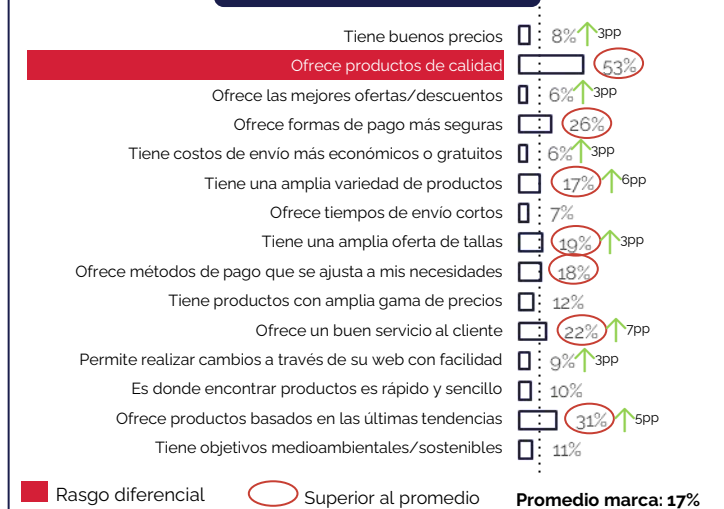 Tiene buenos precios 8% 3pp
Ofrece productos de calidad 53%
Ofrece las mejores ofertas/descuentos 6% 3pp
Ofrece formas de pago más seguras 26%
Tiene costos de envío más económicos o gratuitos 6% 3pp
Tiene una amplia variedad de productos 17% 6pp
Ofrece tiempos de envío cortos 7%
Tiene una amplia oferta de tallas 19% 3pp
Ofrece métodos de pago que se ajusta a mis necesidades 18%
Tiene productos con amplia gama de precios 12%
Ofrece un buen servicio al cliente 22% 7pp
Permite realizar cambios a través de su web con facilidad 9% 3pp
Es donde encontrar productos es rápido y sencillo 10%
Ofrece productos basados en las últimas tendencias 31% 5pp
Tiene objetivos medioambientales/sostenibles 11%
Rasgo diferencial Superior al promedio Promedio marca: 17%